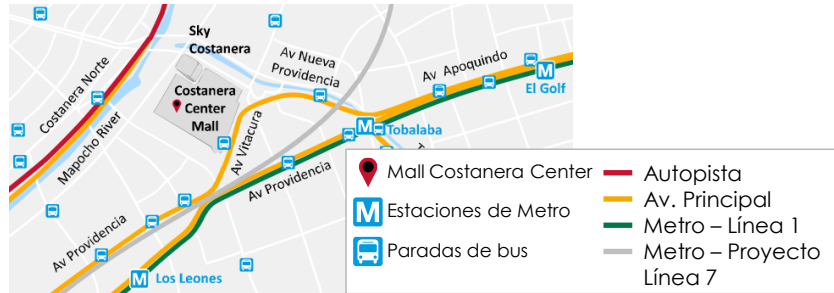 Sky
Costanera
Av Nueva
Providencia
Av Apoquindo
M
El Golf
Costanera Norte
Costanera
Center
Mall
Mapocho River
Av Vitacura
M
Tobalaba
Av Providencia
Av Providencia
M
Los Leones
Mall Costanera Center
M Estaciones de Metro
Paradas de bus
Autopista
Av. Principal
Metro – Línea 1
Metro – Proyecto
Línea 7